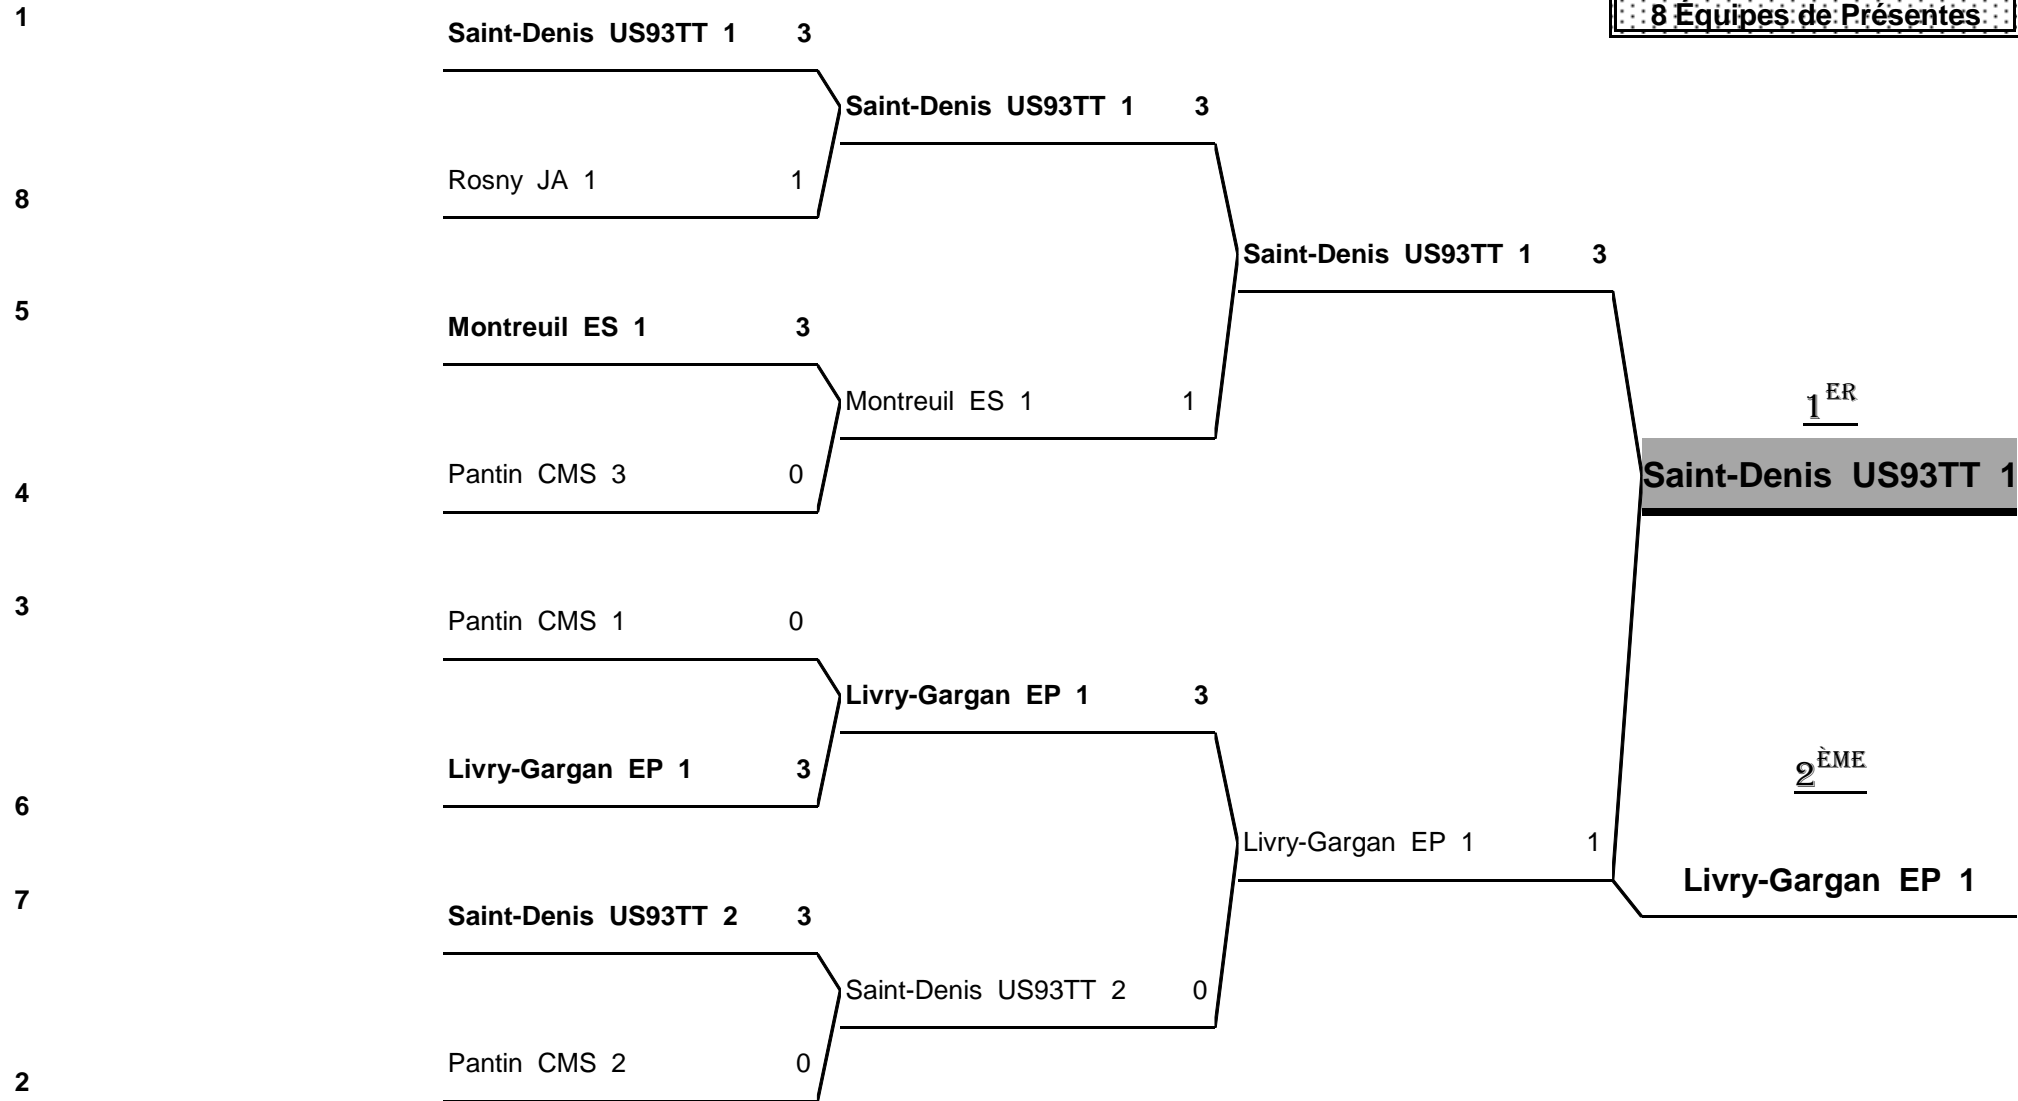 1
8 Équipes de Présentes
Saint-Denis US93TT 1 3
Saint-Denis US93TT 1 3
Rosny JA 1 1
8
Saint-Denis US93TT 1 3
5
Montreuil ES 1 3
1ER
Montreuil ES 1 1
Pantin CMS 3 0
Saint-Denis US93TT 1
4
3
Pantin CMS 1 0
Livry-Gargan EP 1 3
2ÈME
Livry-Gargan EP 1 3
6
Livry-Gargan EP 1 1
Livry-Gargan EP 1
7
Saint-Denis US93TT 2 3
Saint-Denis US93TT 2 0
Pantin CMS 2 0
2